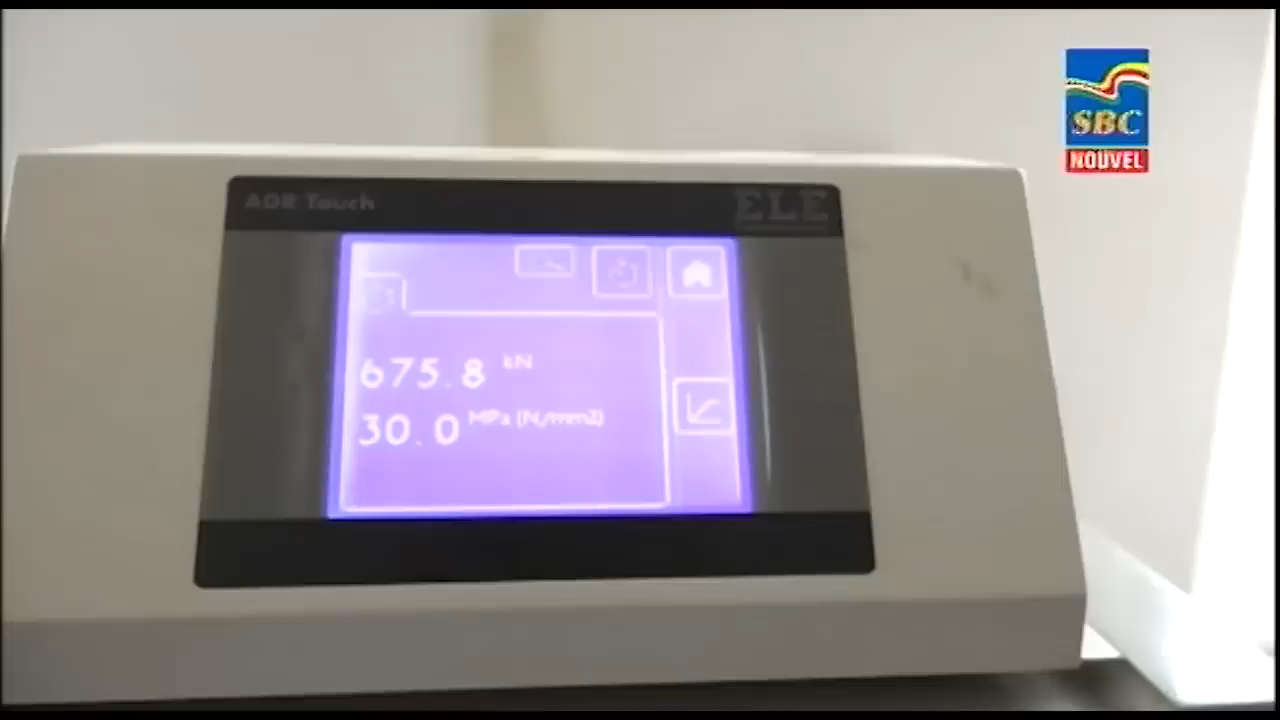 SBC
NOUVEL
ADR Touch
ELE
675.8 kN
30.0 MPa (N/mm2)